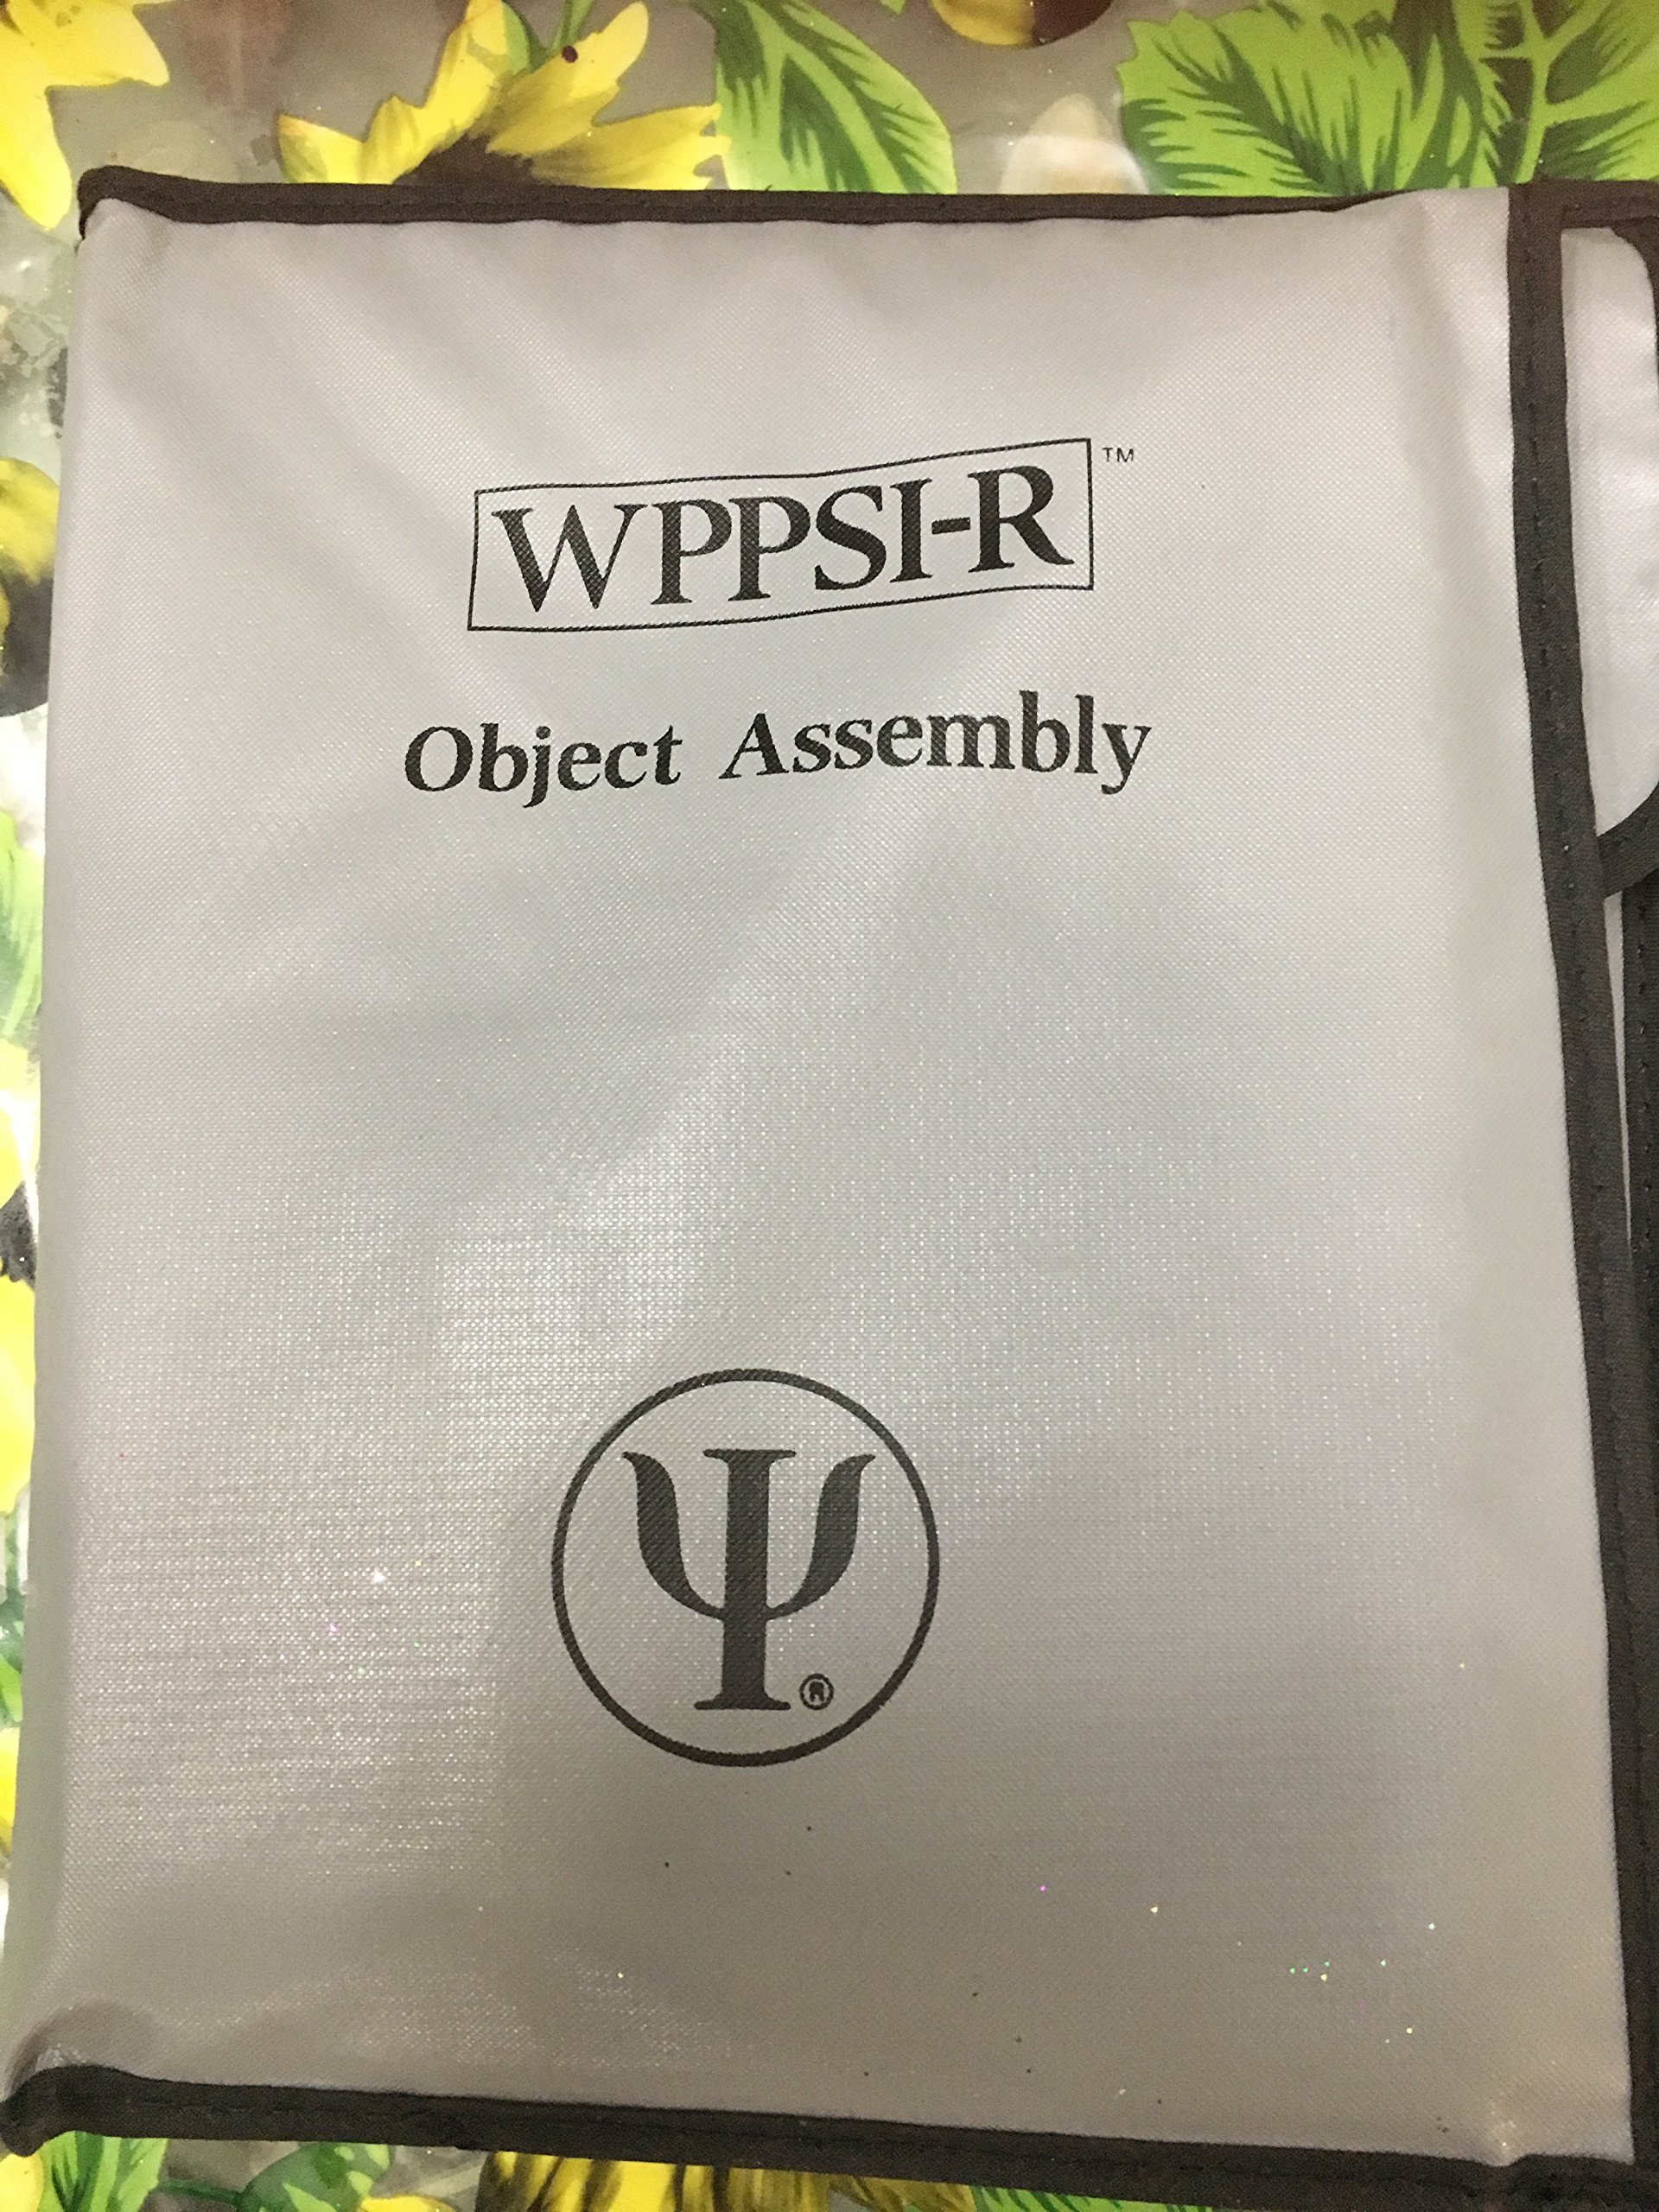 WPPSI-R™
Object Assembly
Ψ®